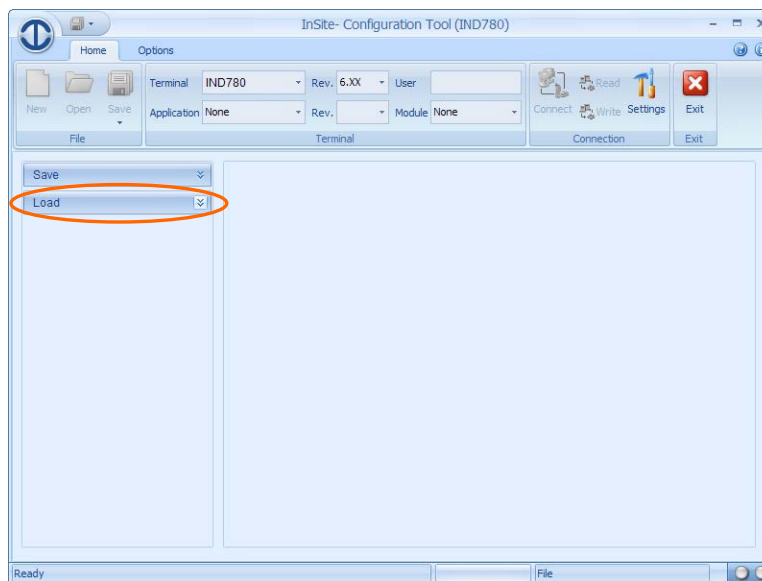 InSite- Configuration Tool (IND780)
Home Options
Terminal IND780 Rev. 6.XX User
New Open Save Connect Read Write Settings Exit
Application None Rev. Module None
File Terminal Connection Exit
Save
Load
Ready File